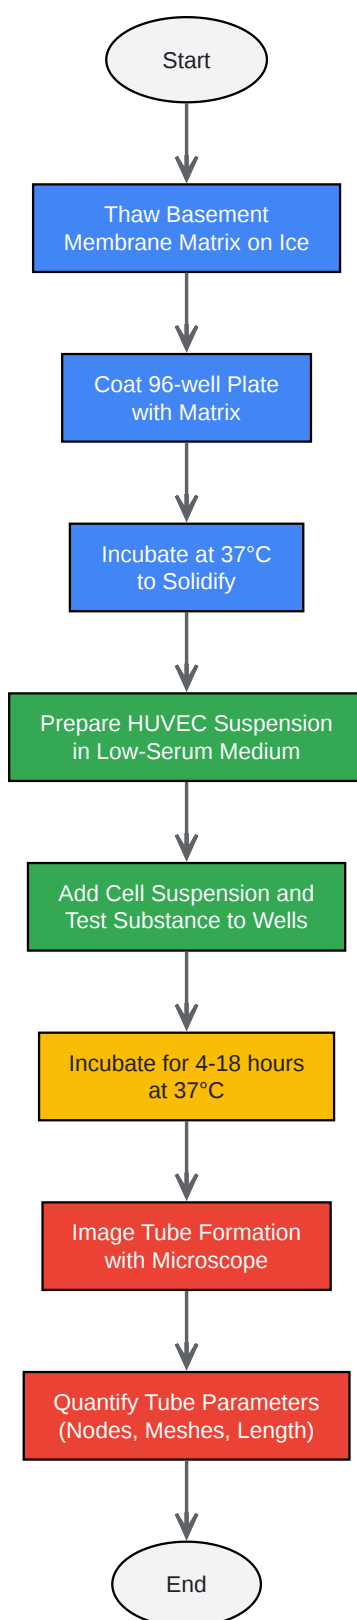 Start
Thaw Basement
Membrane Matrix on Ice
Coat 96-well Plate
with Matrix
Incubate at 37°C
to Solidify
Prepare HUVEC Suspension
in Low-Serum Medium
Add Cell Suspension and
Test Substance to Wells
Incubate for 4-18 hours
at 37°C
Image Tube Formation
with Microscope
Quantify Tube Parameters
(Nodes, Meshes, Length)
End